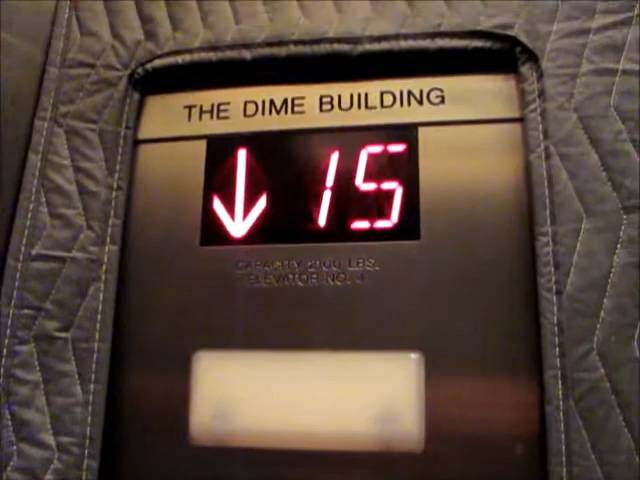 THE DIME BUILDING
↓ 15
CAPACITY 2100 LBS.
ELEVATOR NO. 4